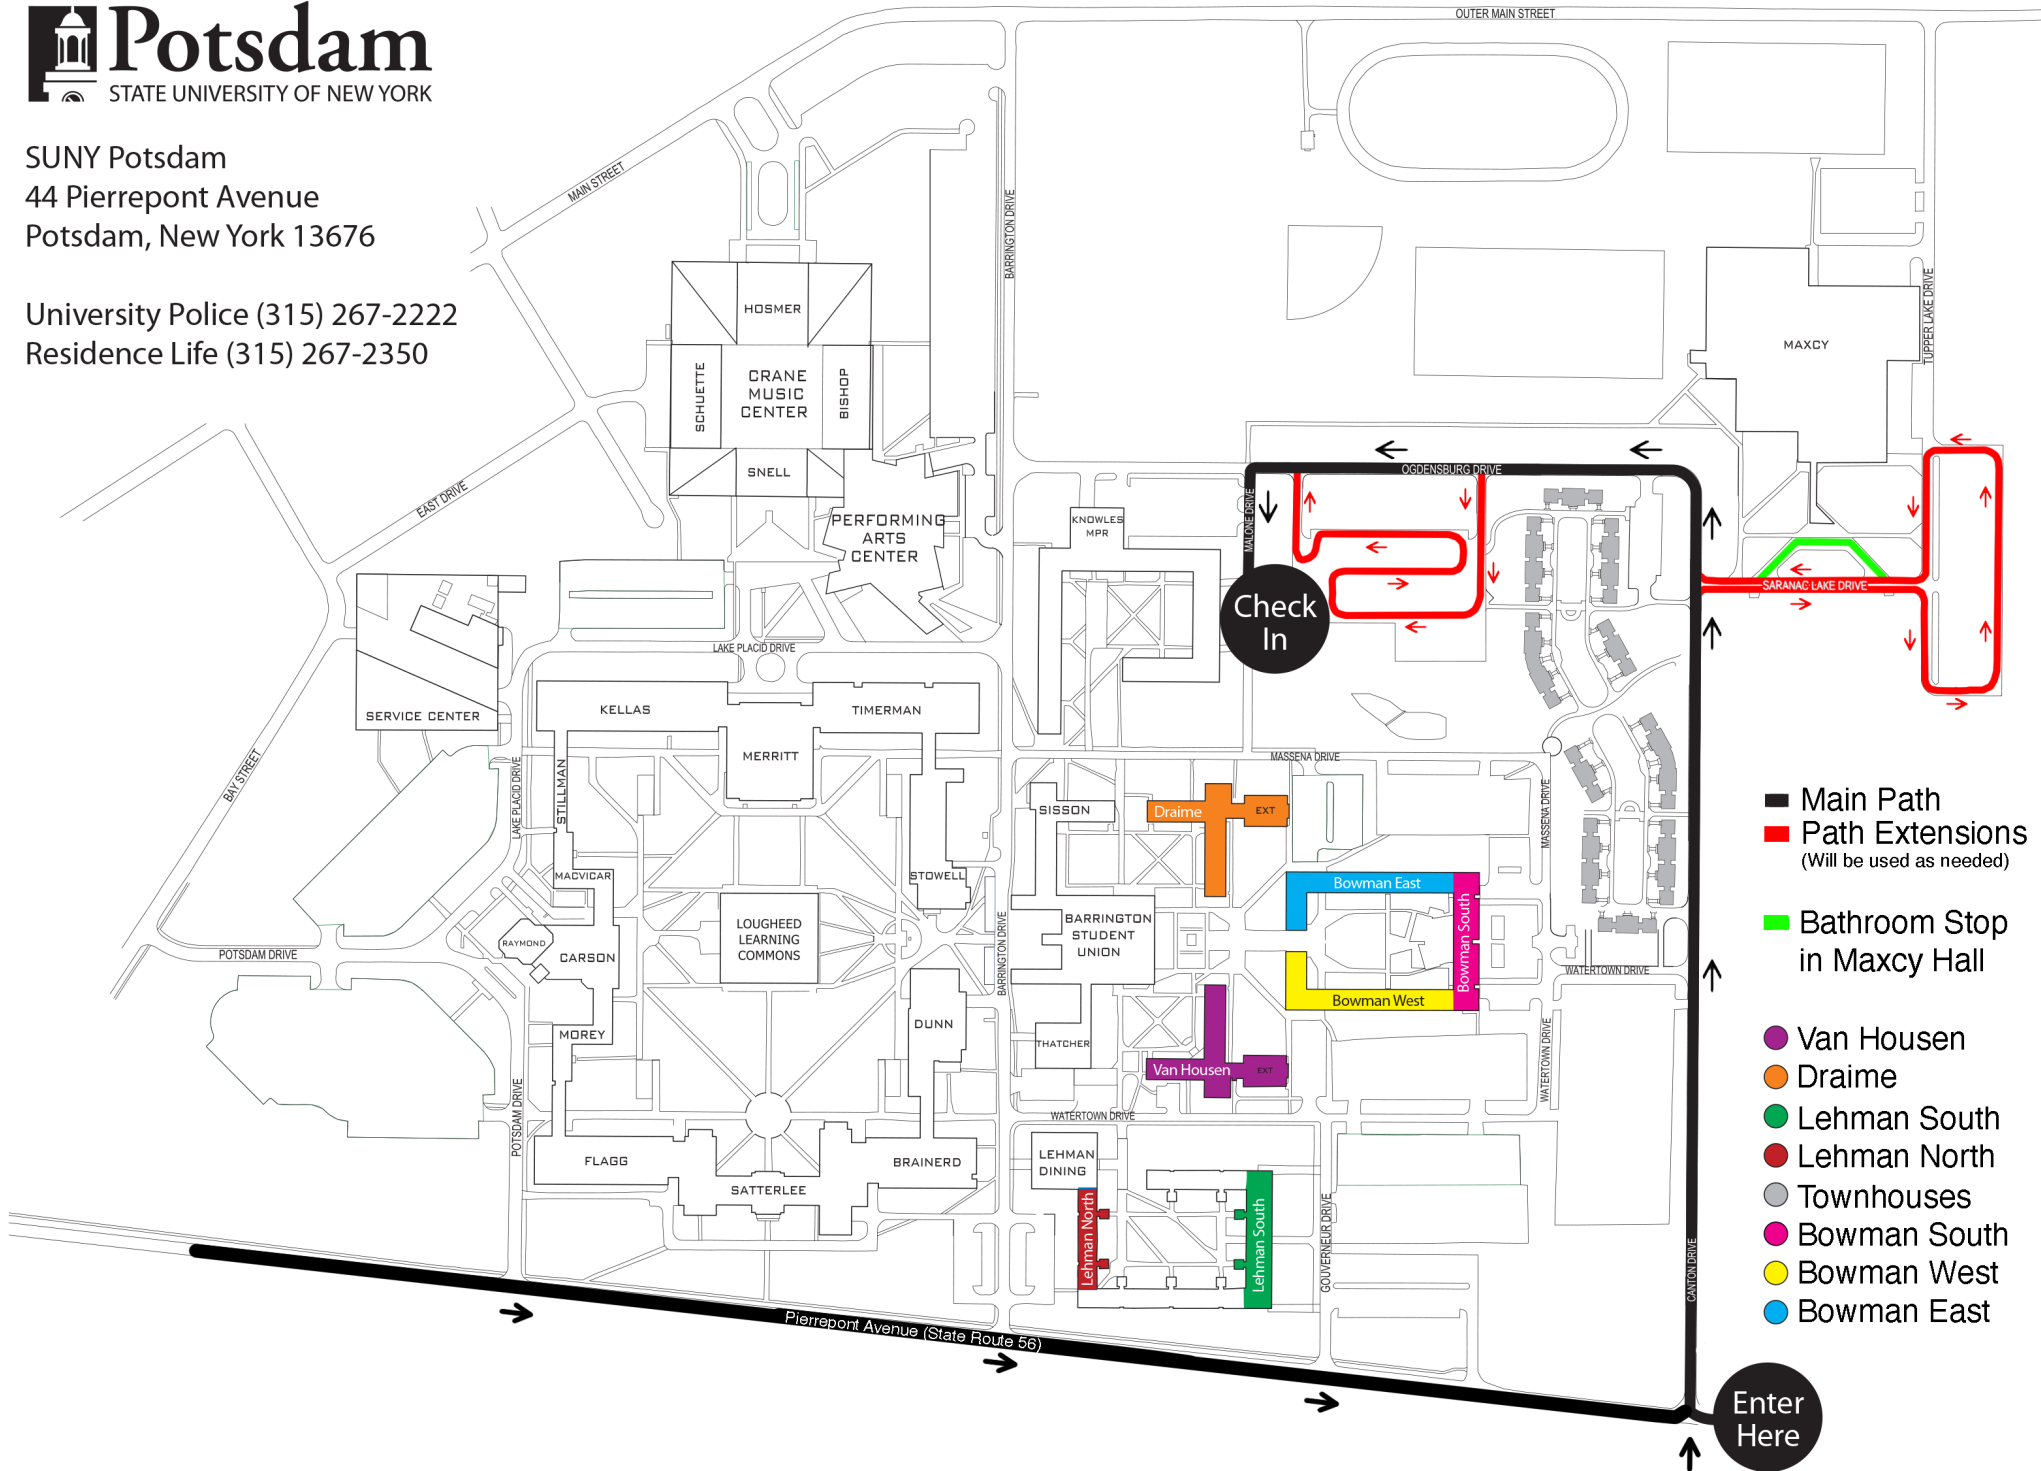 Potsdam
STATE UNIVERSITY OF NEW YORK
SUNY Potsdam
44 Pierrepont Avenue
Potsdam, New York 13676
University Police (315) 267-2222
Residence Life (315) 267-2350
OUTER MAIN STREET
MAIN STREET
BARRINGTON DRIVE
TUPPER LAKE DRIVE
HOSMER
SCHUETTE
CRANE
MUSIC
CENTER
BISHOP
SNELL
MAXCY
EAST DRIVE
PERFORMING
ARTS
CENTER
OGDENSBURG DRIVE
MALONE DRIVE
KNOWLES
MPR
Check
In
SARANAC LAKE DRIVE
LAKE PLACID DRIVE
SERVICE CENTER
KELLAS
TIMERMAN
MERRITT
STILLMAN
LAKE PLACID DRIVE
BAY STREET
MASSENA DRIVE
MASSENA DRIVE
SISSON
Draime
EXT
MACVICAR
STOWELL
Bowman East
Bowman South
LOUGHEED
LEARNING
COMMONS
BARRINGTON
STUDENT
UNION
BARRINGTON DRIVE
RAYMOND
CARSON
POTSDAM DRIVE
WATERTOWN DRIVE
Bowman West
DUNN
MOREY
THATCHER
Van Housen
EXT
WATERTOWN DRIVE
WATERTOWN DRIVE
POTSDAM DRIVE
FLAGG
BRAINERD
SATTERLEE
LEHMAN
DINING
Lehman North
Lehman South
GOUVERNEUR DRIVE
CANTON DRIVE
Pierrepont Avenue (State Route 56)
Enter
Here
Main Path
Path Extensions
(Will be used as needed)
Bathroom Stop
in Maxcy Hall
Van Housen
Draime
Lehman South
Lehman North
Townhouses
Bowman South
Bowman West
Bowman East